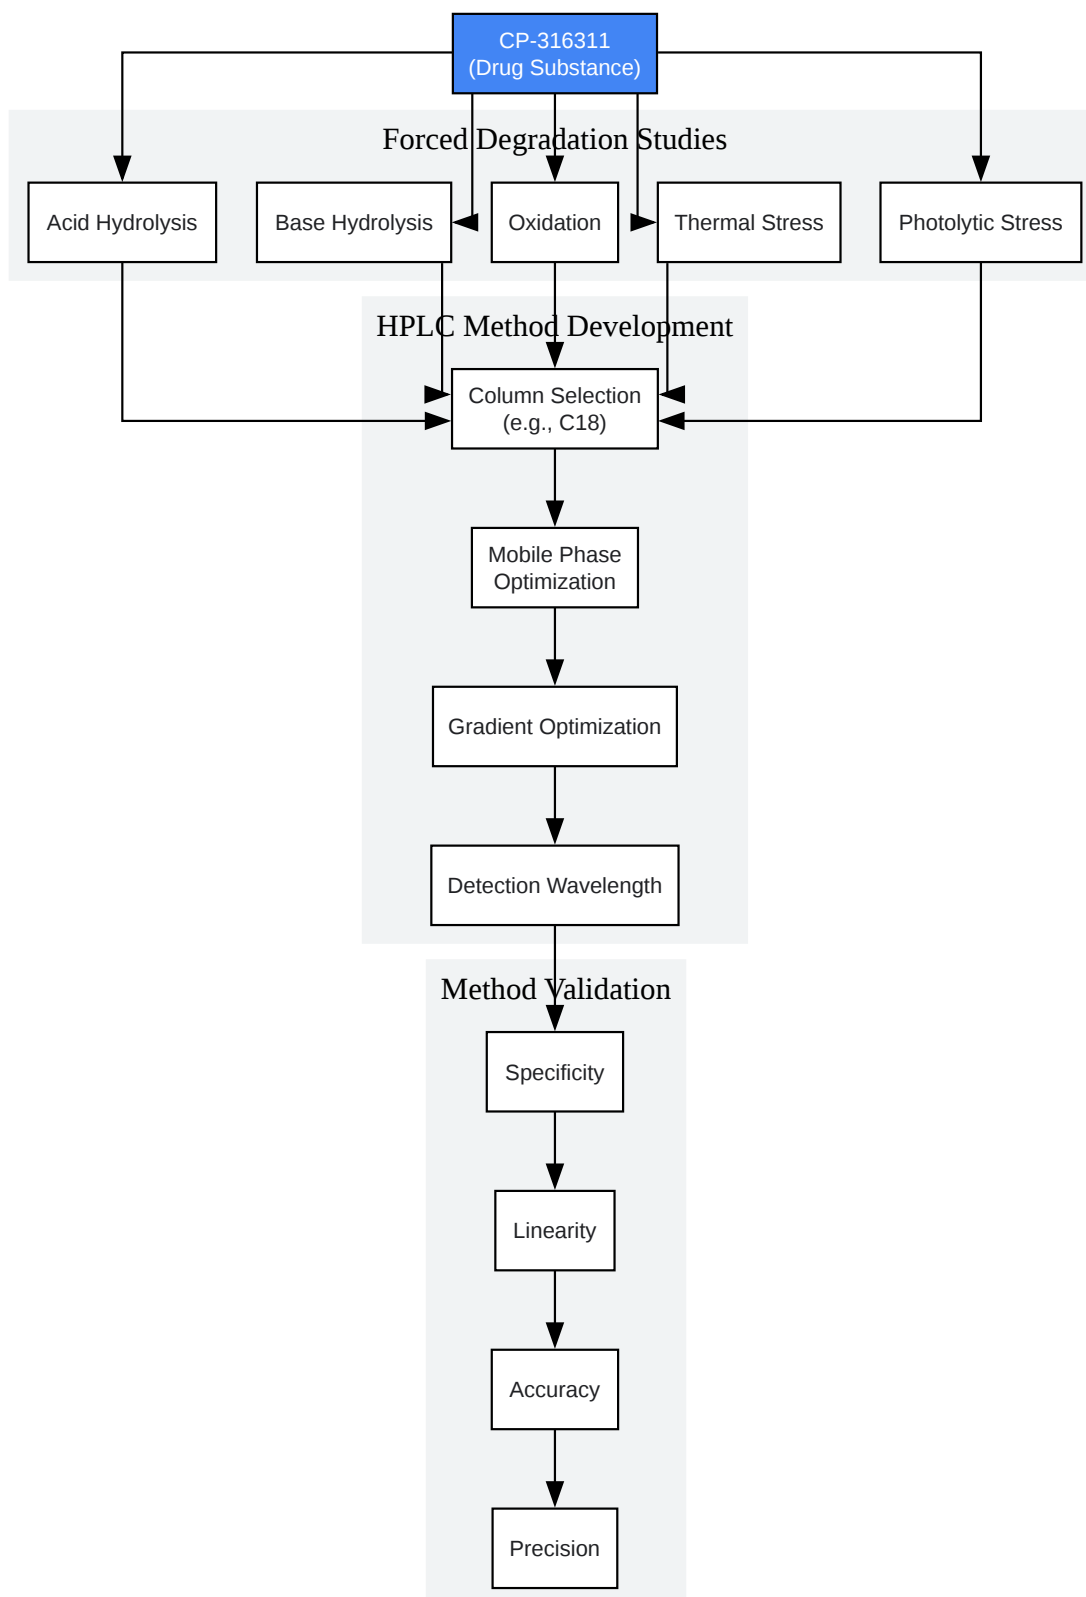 CP-316311
(Drug Substance)
Forced Degradation Studies
Acid Hydrolysis
Base Hydrolysis
Oxidation
Thermal Stress
Photolytic Stress
HPLC Method Development
Column Selection
(e.g., C18)
Mobile Phase
Optimization
Gradient Optimization
Detection Wavelength
Method Validation
Specificity
Linearity
Accuracy
Precision